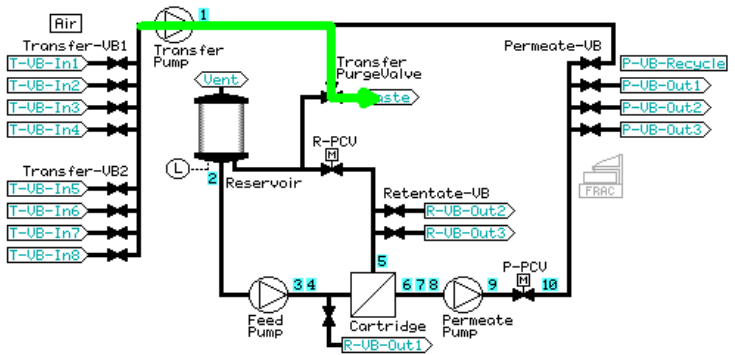 Air
1
Transfer-VB1
Transfer
Pump
Permeate-VB
T-VB-In1
T-VB-In2
T-VB-In3
T-VB-In4
Transfer
PurgeValve
Vent
aste
P-VB-Recycle
P-VB-Out1
P-VB-Out2
P-VB-Out3
R-PCV
M
L
2
Reservoir
FRAC
Transfer-VB2
T-VB-In5
T-VB-In6
T-VB-In7
T-VB-In8
Retentate-VB
R-VB-Out2
R-VB-Out3
5
P-PCV
M
3 4
6 7 8
9
10
Feed
Pump
Cartridge
Permeate
Pump
R-VB-Out1